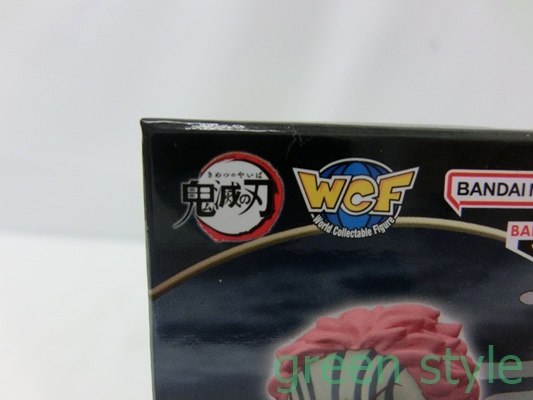 きめつのやいば
鬼滅の刃
WCF
World Collectable Figure
BANDAI
green style